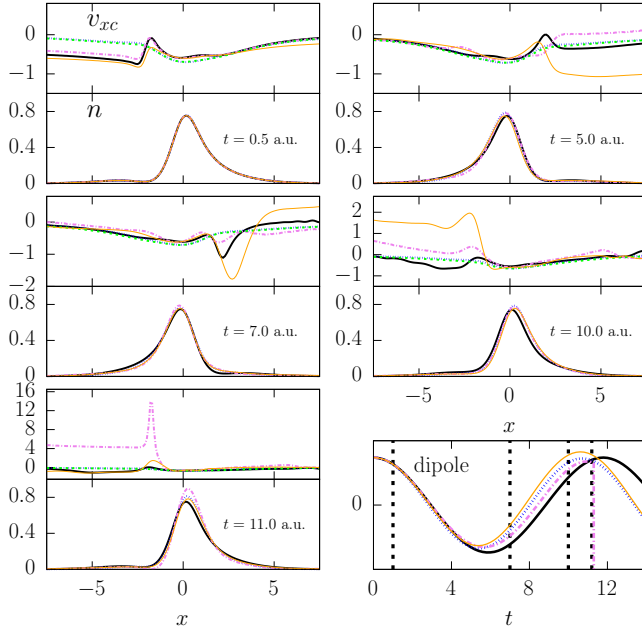 v_xc
0
−1
n
t = 0.5 a.u.
0.8
0.4
0
0
−1
t = 5.0 a.u.
0.8
0.4
0
0
−1
−2
t = 7.0 a.u.
0.8
0.4
0
2
1
0
−1
t = 10.0 a.u.
0.8
0.4
0
−5 0 5
x
16
12
8
4
0
t = 11.0 a.u.
0.8
0.4
0
−5 0 5
x
dipole
0
0 4 8 12
t